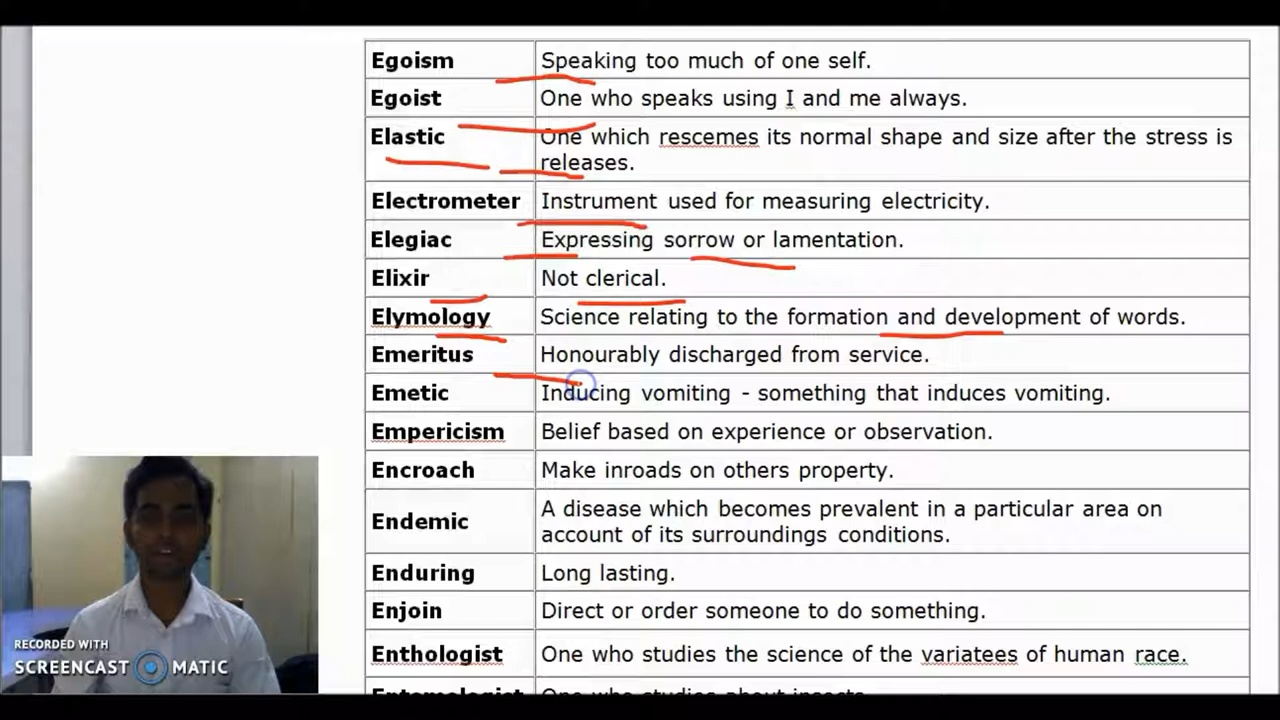 Egoism Speaking too much of one self.
Egoist One who speaks using I and me always.
Elastic One which rescemes its normal shape and size after the stress is
releases.
Electrometer Instrument used for measuring electricity.
Elegiac Expressing sorrow or lamentation.
Elixir Not clerical.
Elymology Science relating to the formation and development of words.
Emeritus Honourably discharged from service.
Emetic Inducing vomiting - something that induces vomiting.
Empericism Belief based on experience or observation.
Encroach Make inroads on others property.
Endemic A disease which becomes prevalent in a particular area on
account of its surroundings conditions.
Enduring Long lasting.
Enjoin Direct or order someone to do something.
Enthologist One who studies the science of the variatees of human race.
Entomologist One who studies about insects.
RECORDED WITH
SCREENCAST MATIC